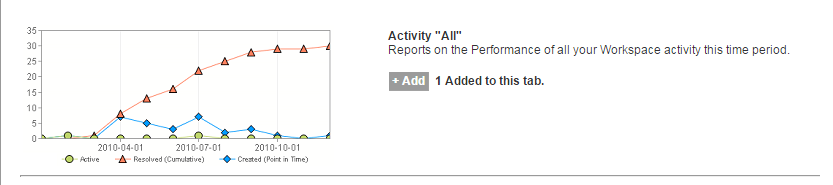 35
30
25
20
15
10
5
0
2010-04-01 2010-07-01 2010-10-01
Active Resolved (Cumulative) Created (Point in Time)
Activity "All"
Reports on the Performance of all your Workspace activity this time period.
+ Add 1 Added to this tab.